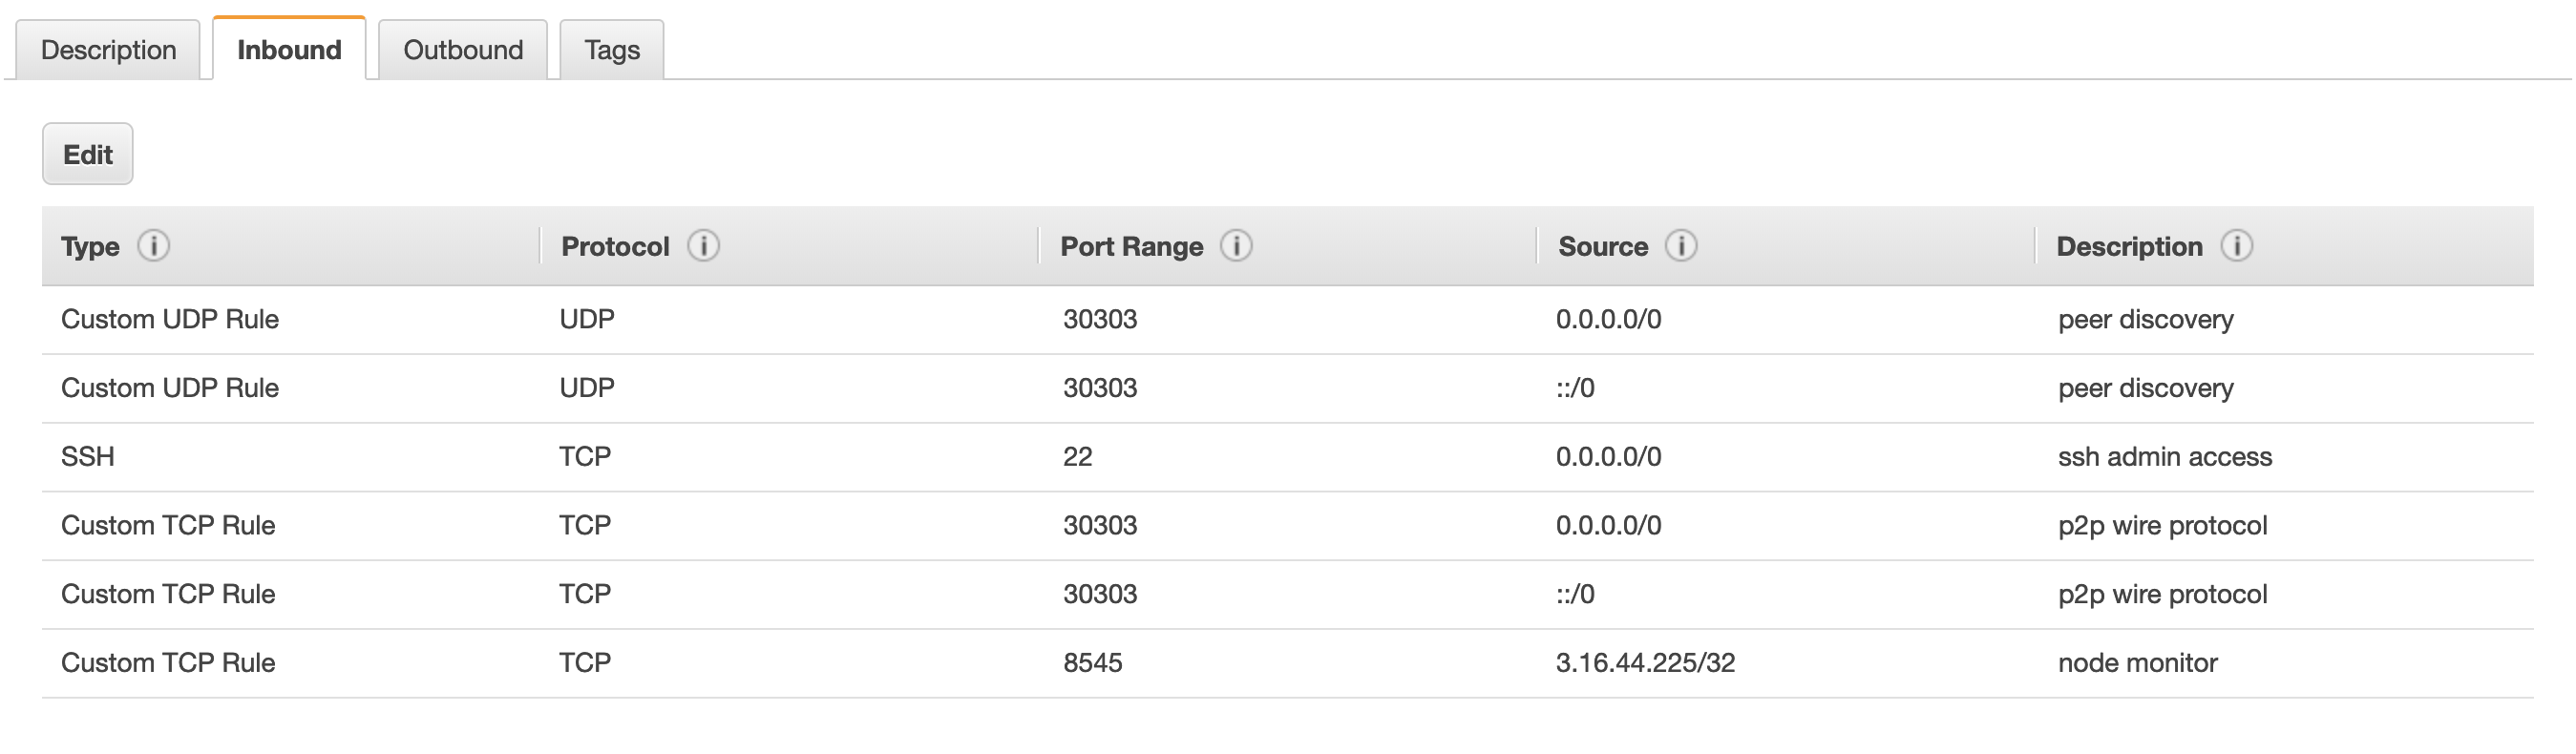 Description Inbound Outbound Tags
Edit
Type Protocol Port Range Source Description
Custom UDP Rule UDP 30303 0.0.0.0/0 peer discovery
Custom UDP Rule UDP 30303 ::/0 peer discovery
SSH TCP 22 0.0.0.0/0 ssh admin access
Custom TCP Rule TCP 30303 0.0.0.0/0 p2p wire protocol
Custom TCP Rule TCP 30303 ::/0 p2p wire protocol
Custom TCP Rule TCP 8545 3.16.44.225/32 node monitor